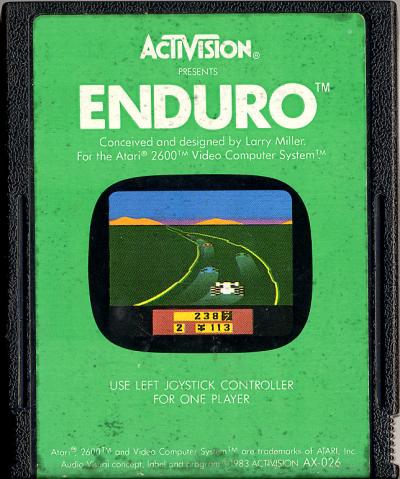 ACTIVISION®
PRESENTS
ENDURO™
Conceived and designed by Larry Miller.
For the Atari® 2600™ Video Computer System™
238
2 113
USE LEFT JOYSTICK CONTROLLER
FOR ONE PLAYER
Atari®, 2600™ and Video Computer System™ are trademarks of ATARI, Inc.
Audio Visual concept, label and program ©1983 ACTIVISION AX-026